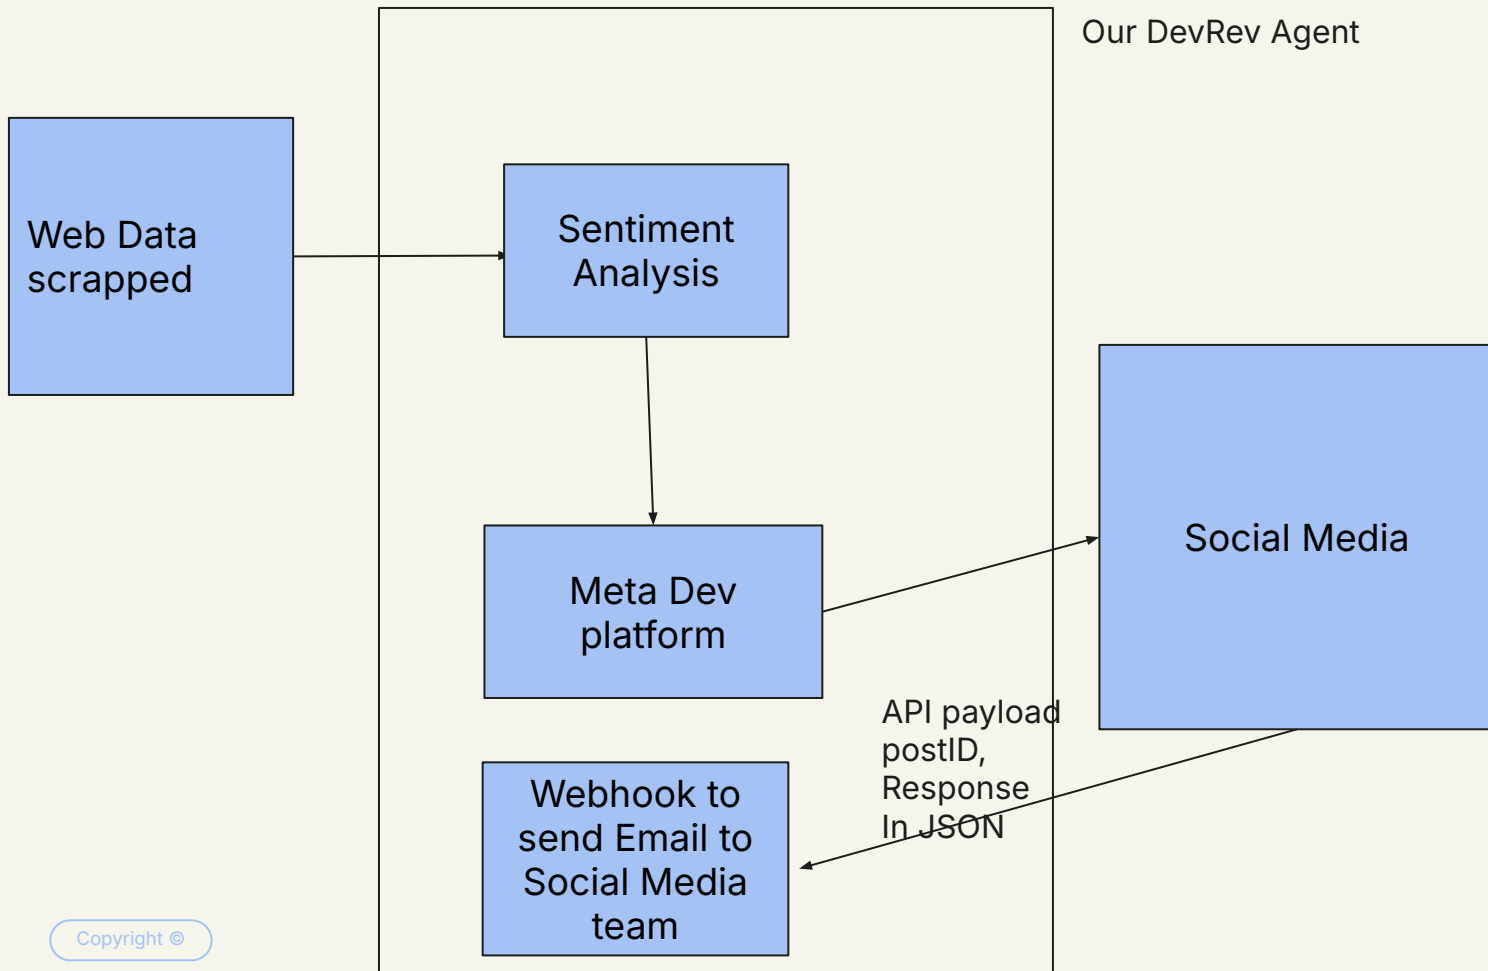 Our DevRev Agent
Web Data
scrapped
Sentiment
Analysis
Meta Dev
platform
Social Media
API payload
postID,
Response
In JSON
Webhook to
send Email to
Social Media
team
Copyright ©